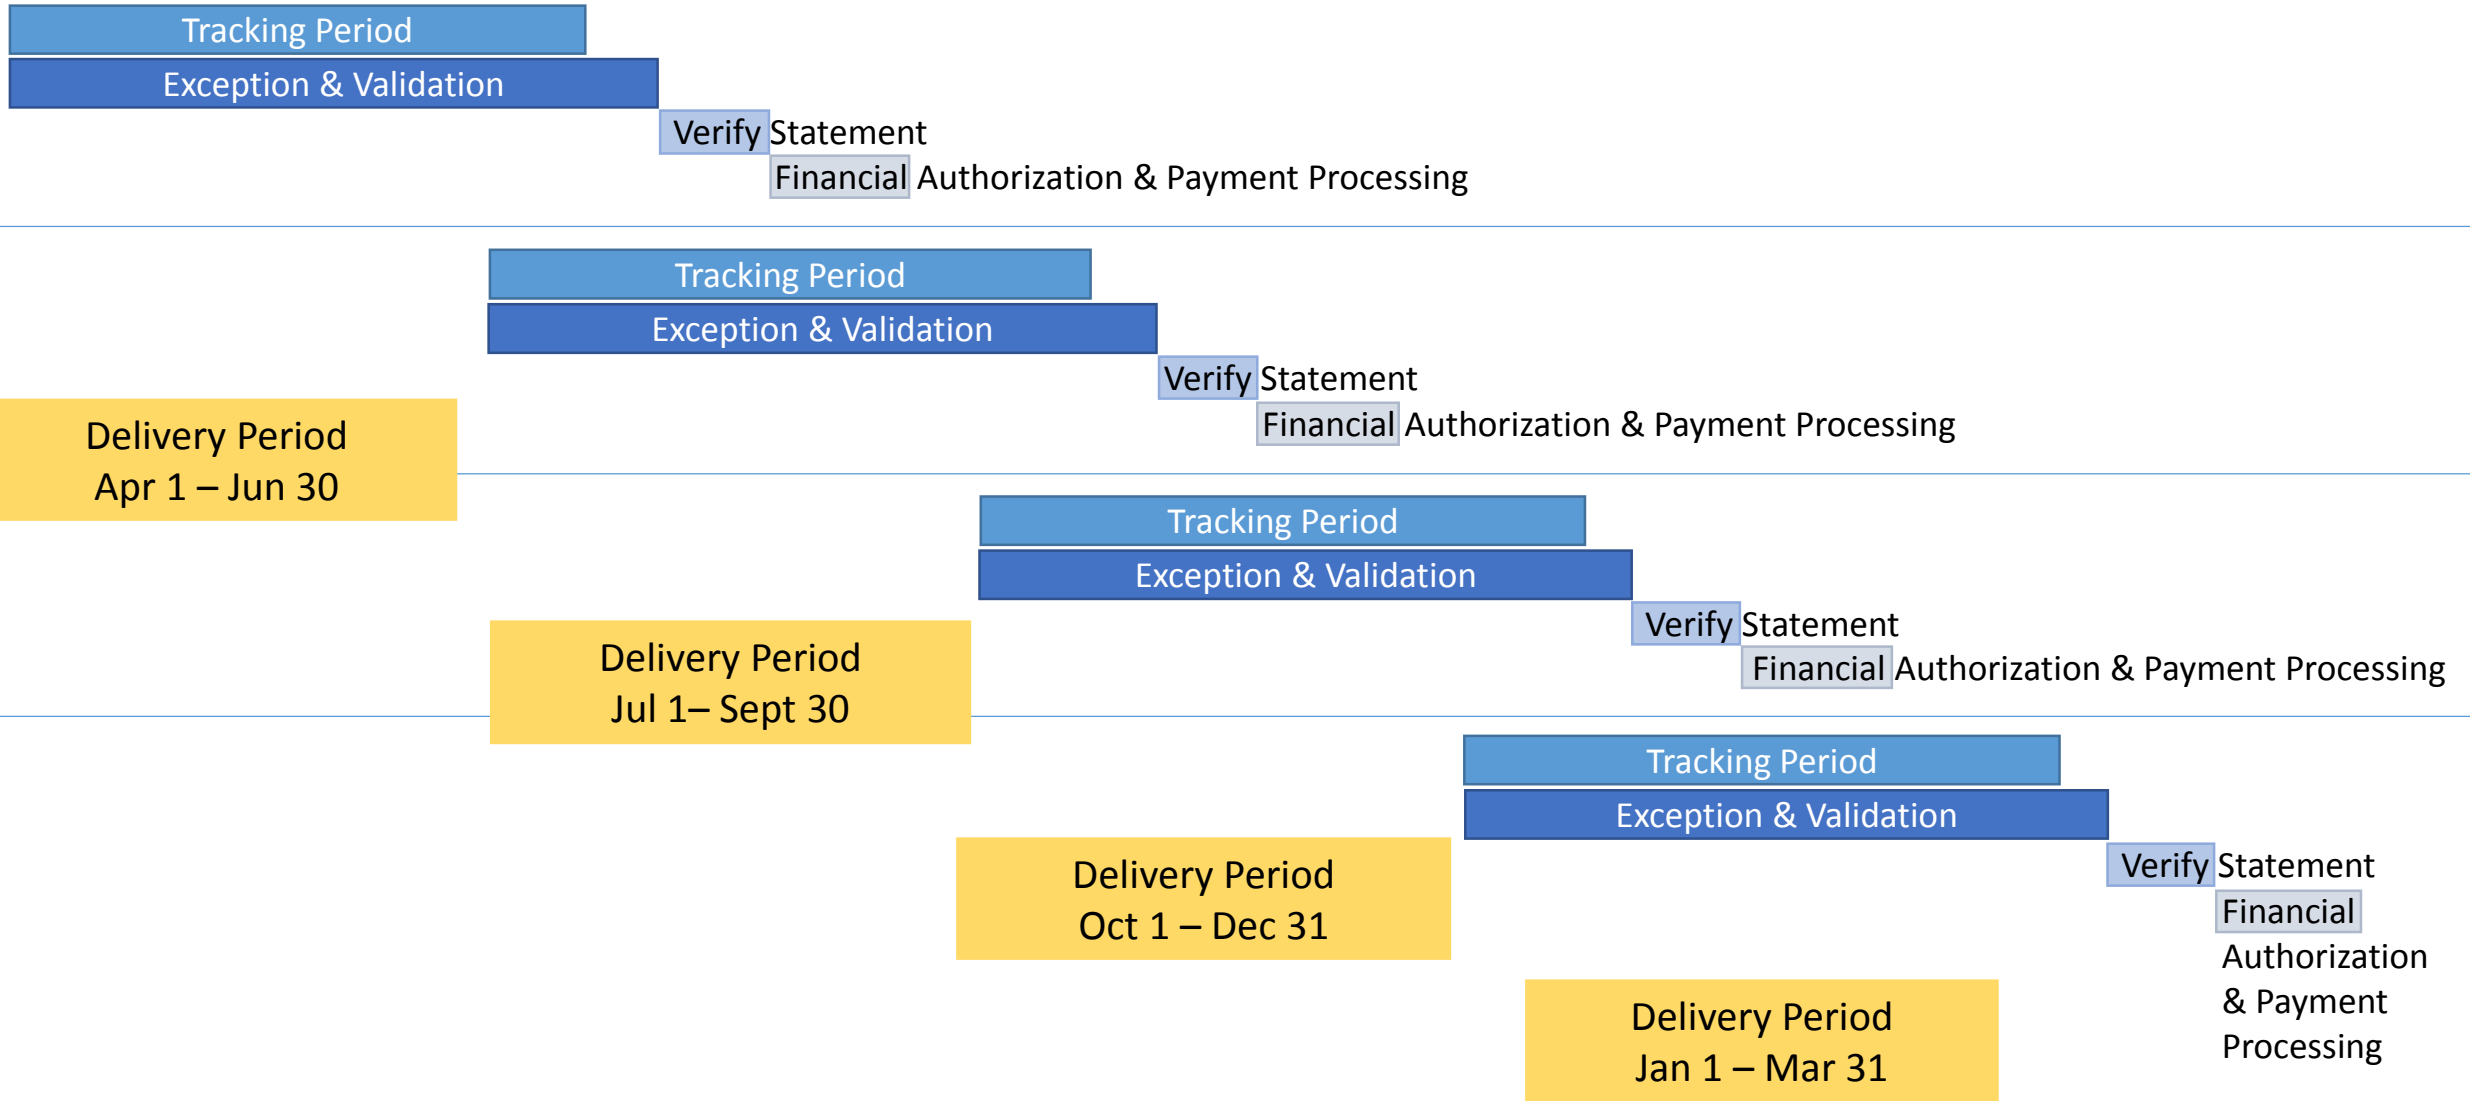 Tracking Period
Exception & Validation
Verify Statement
Financial Authorization & Payment Processing
Tracking Period
Exception & Validation
Verify Statement
Financial Authorization & Payment Processing
Delivery Period
Apr 1 – Jun 30
Tracking Period
Exception & Validation
Verify Statement
Financial Authorization & Payment Processing
Delivery Period
Jul 1– Sept 30
Tracking Period
Exception & Validation
Verify Statement
Financial
Authorization
& Payment
Processing
Delivery Period
Oct 1 – Dec 31
Delivery Period
Jan 1 – Mar 31